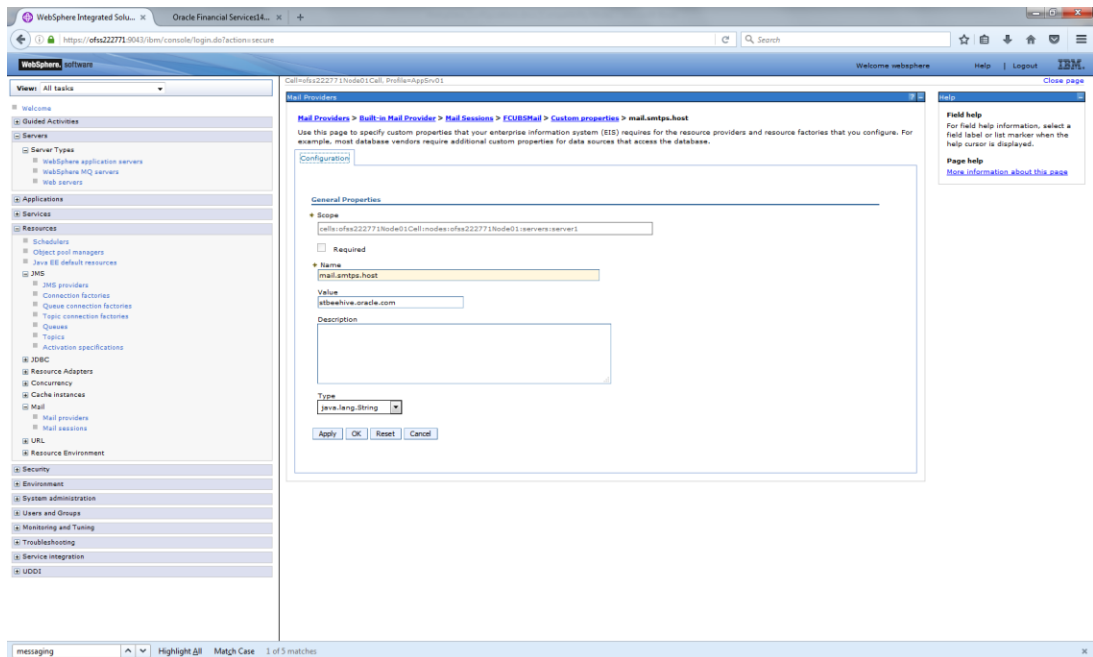 WebSphere Integrated Solu... ×
Oracle Financial Services14... ×
+
https://ofss222771:9043/ibm/console/login.do?action=secure
Search
WebSphere. software
Welcome websphere
Help | Logout
IBM.
View: All tasks
Welcome
Guided Activities
Servers
Server Types
WebSphere application servers
WebSphere MQ servers
Web servers
Applications
Services
Resources
Schedulers
Object pool managers
Java EE default resources
JMS
JMS providers
Connection factories
Queue connection factories
Topic connection factories
Queues
Topics
Activation specifications
JDBC
Resource Adapters
Concurrency
Cache instances
Mail
Mail providers
Mail sessions
URL
Resource Environment
Security
Environment
System administration
Users and Groups
Monitoring and Tuning
Troubleshooting
Service integration
UDDI
Cell=ofss222771Node01Cell, Profile=AppSrv01
Close page
Mail Providers
Mail Providers > Built-in Mail Provider > Mail Sessions > FCUBSMail > Custom properties > mail.smtps.host
Use this page to specify custom properties that your enterprise information system (EIS) requires for the resource providers and resource factories that you configure. For
example, most database vendors require additional custom properties for data sources that access the database.
Configuration
General Properties
Scope
cells:ofss222771Node01Cell:nodes:ofss222771Node01:servers:server1
Required
Name
mail.smtps.host
Value
stbeehive.oracle.com
Description
Type
java.lang.String
Apply OK Reset Cancel
Help
Field help
For field help information, select a
field label or list marker when the
help cursor is displayed.
Page help
More information about this page
messaging
Highlight All Match Case 1 of 5 matches